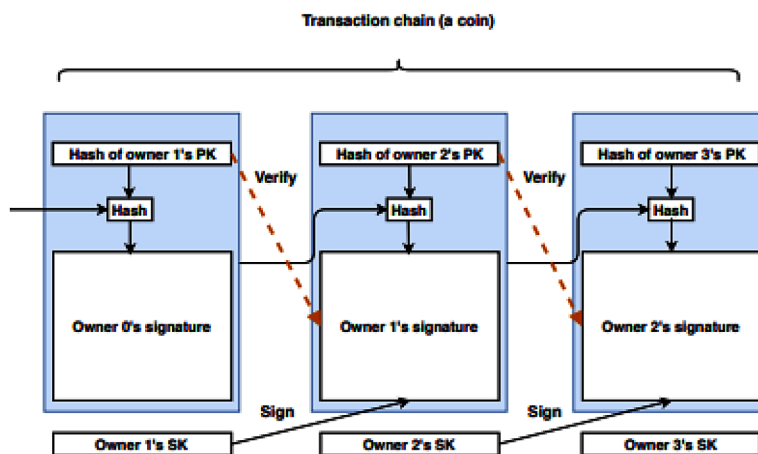 Transaction chain (a coin)
Hash of owner 1's PK
Verify
Hash of owner 2's PK
Verify
Hash of owner 3's PK
Hash
Hash
Hash
Owner 0's signature
Owner 1's signature
Owner 2's signature
Sign
Sign
Owner 1's SK
Owner 2's SK
Owner 3's SK